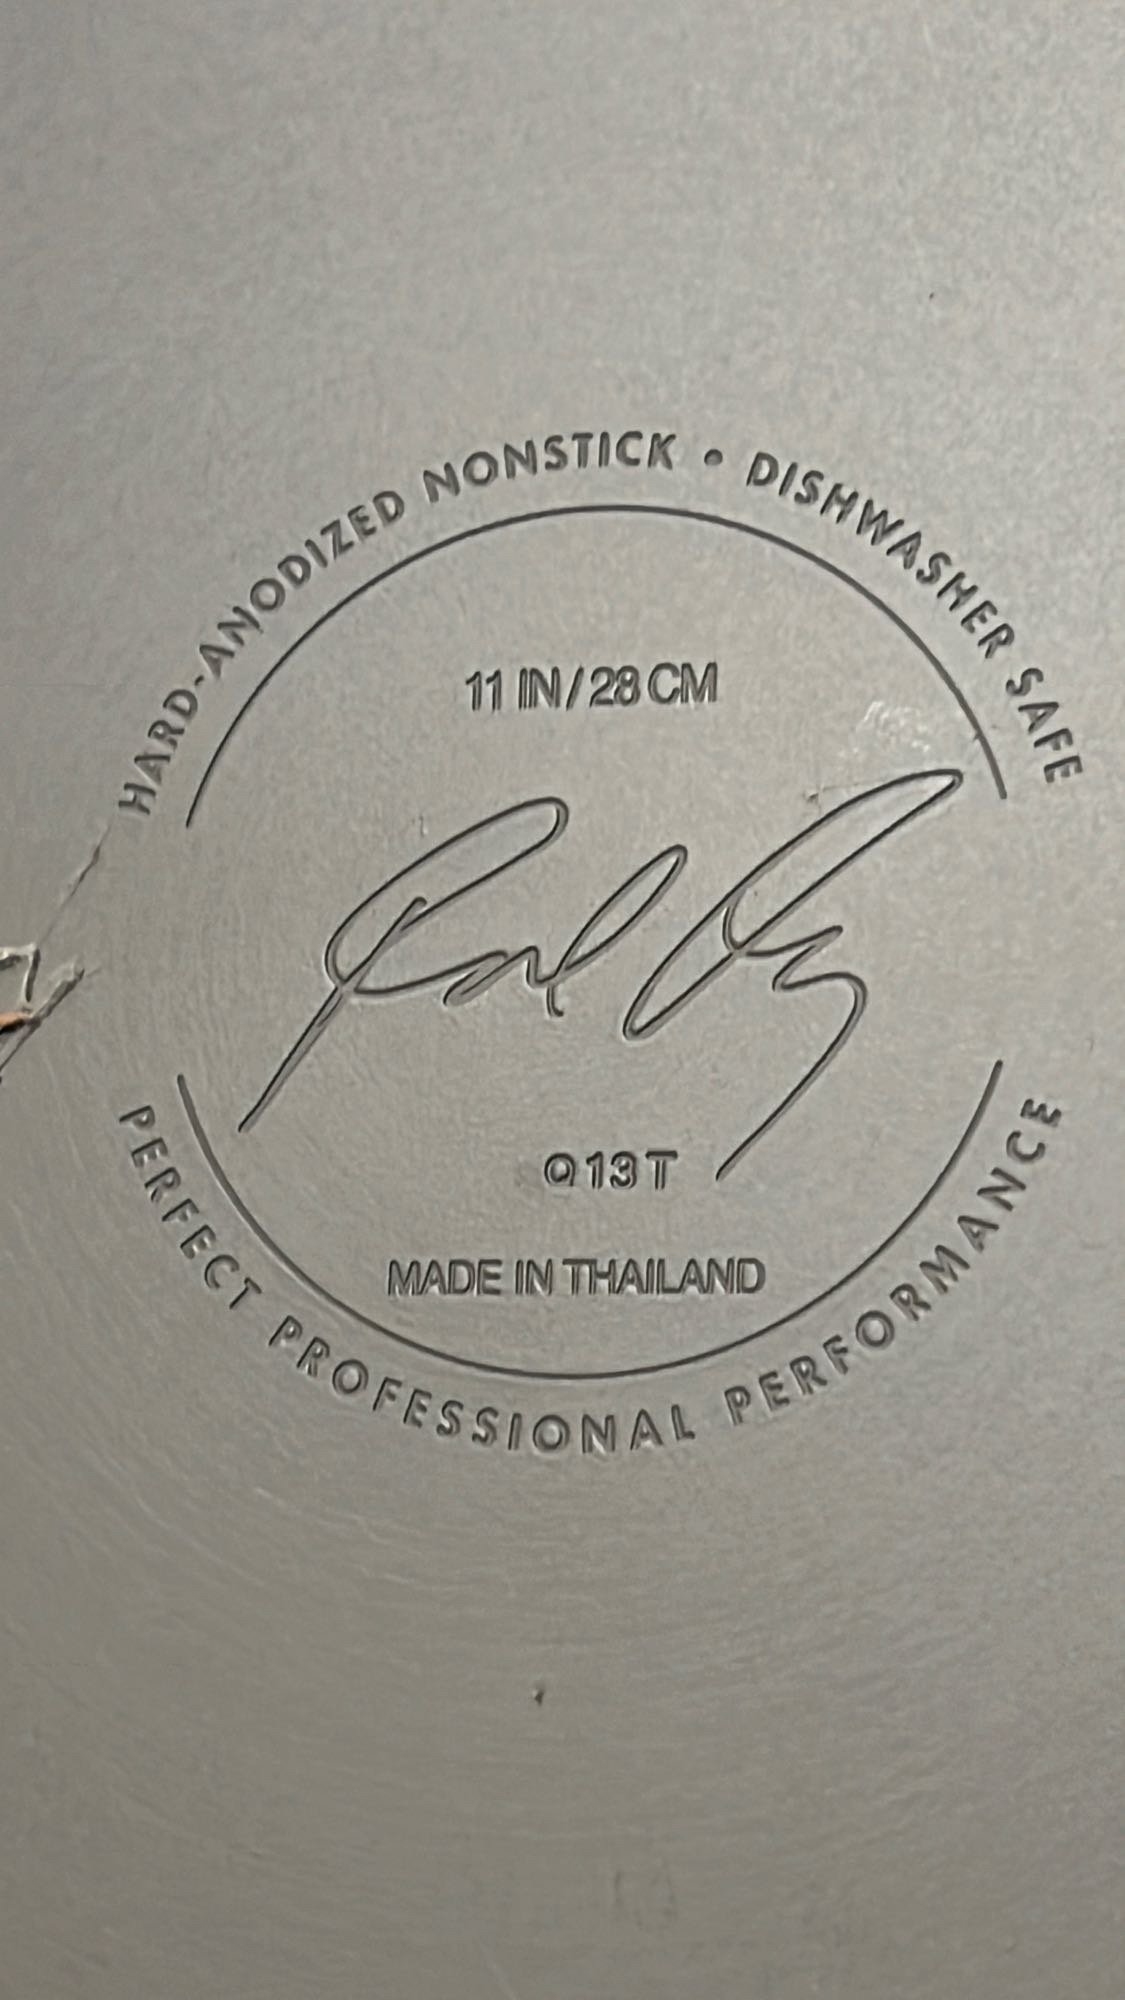 HARD-ANODIZED NONSTICK • DISHWASHER SAFE
11 IN/28 CM
Q13T
MADE IN THAILAND
PERFECT PROFESSIONAL PERFORMANCE